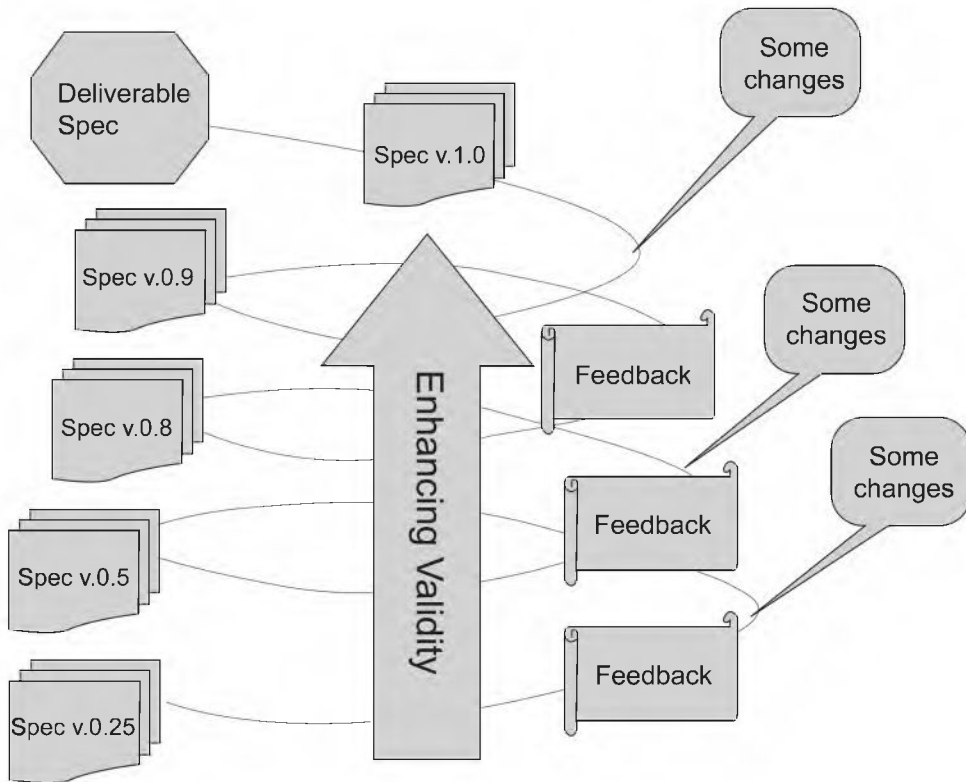 Deliverable
Spec
Spec v.1.0
Some
changes
Spec v.0.9
Some
changes
Feedback
Spec v.0.8
Enhancing Validity
Some
changes
Feedback
Spec v.0.5
Feedback
Spec v.0.25